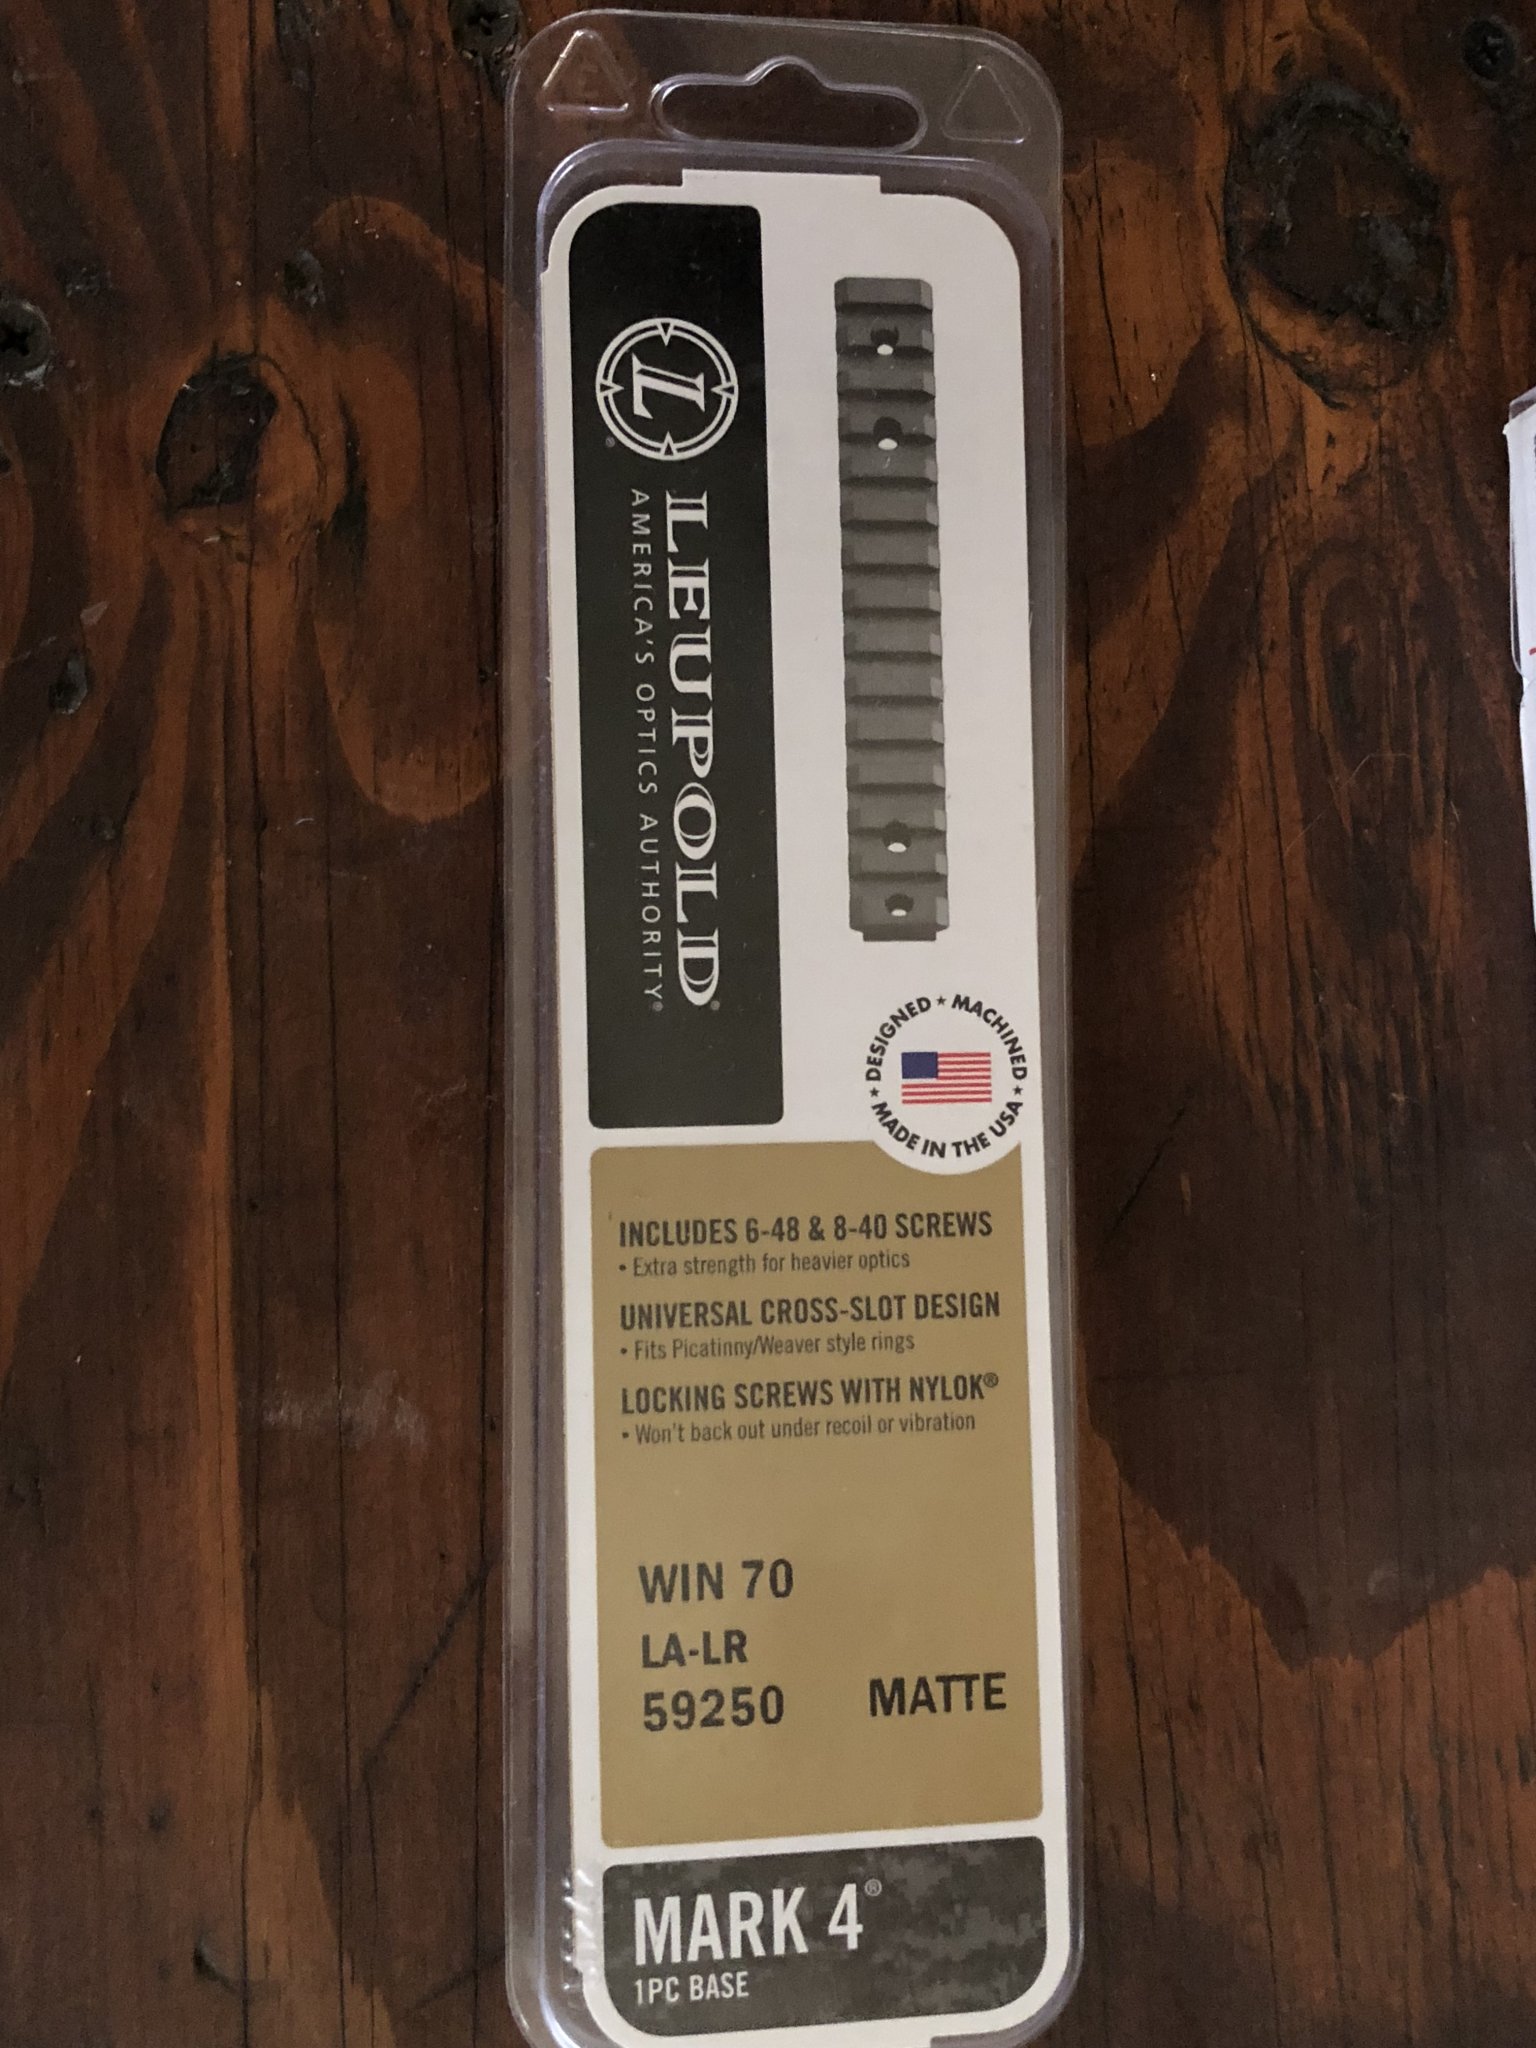 L
LEUPOLD®
AMERICA'S OPTICS AUTHORITY®
DESIGNED ★ MACHINED ★ MADE IN THE USA ★
INCLUDES 6-48 & 8-40 SCREWS
• Extra strength for heavier optics
UNIVERSAL CROSS-SLOT DESIGN
• Fits Picatinny/Weaver style rings
LOCKING SCREWS WITH NYLOK®
• Won't back out under recoil or vibration
WIN 70
LA-LR
59250 MATTE
MARK 4®
1PC BASE